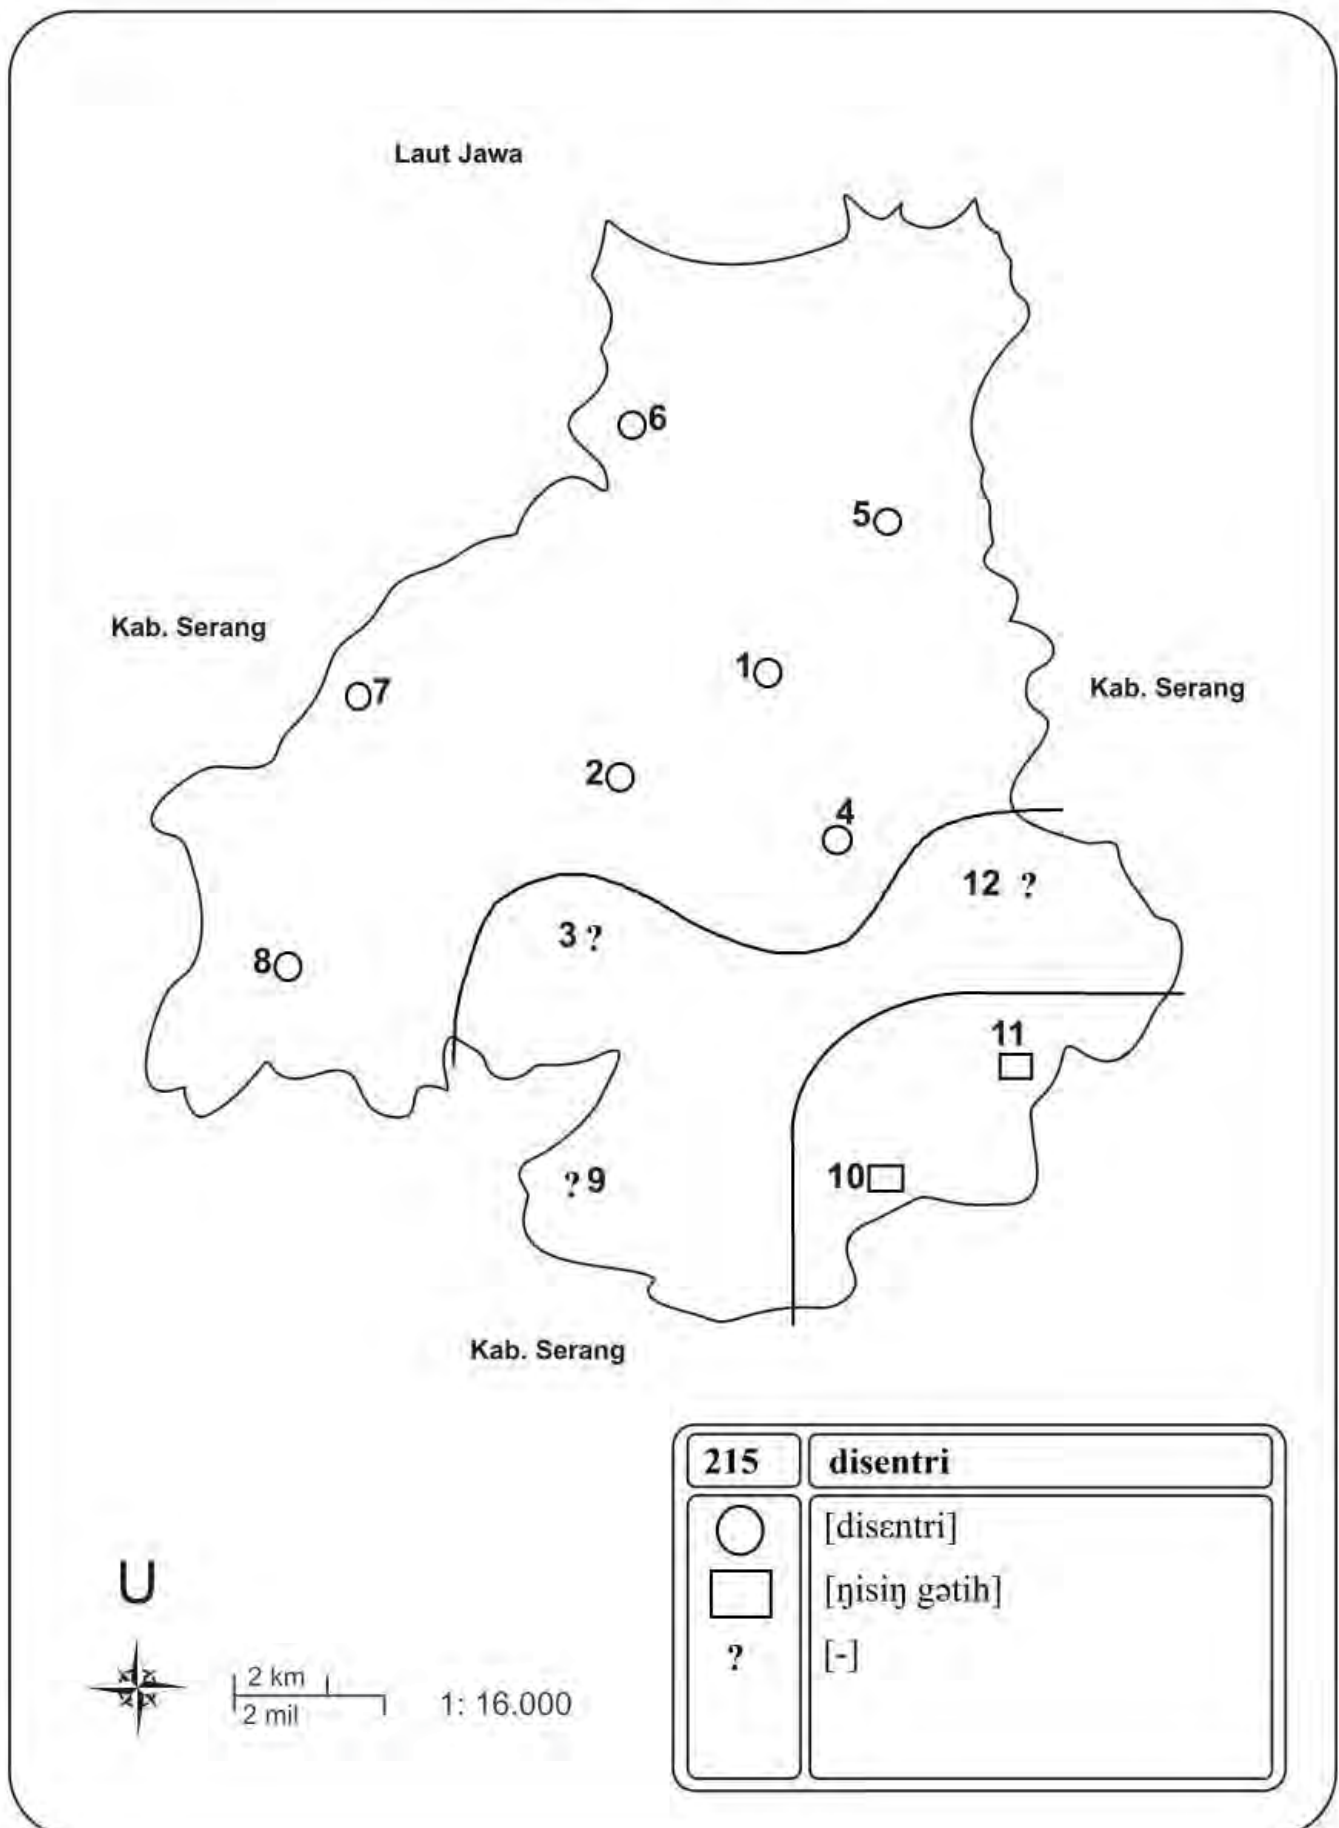 Laut Jawa
6
5
Kab. Serang
1
Kab. Serang
7
2
4
12 ?
3 ?
8
11
? 9
10
Kab. Serang
215 disentri
[disɛntri]
[ŋisiŋ gətih]
? [-]
U
2 km
2 mil
1: 16.000